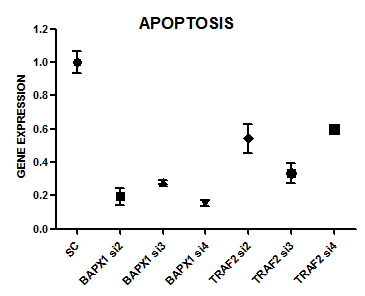 APOPTOSIS
GENE EXPRESSION
1.2
1.0
0.8
0.6
0.4
0.2
0.0
SC
BAPX1 si2
BAPX1 si3
BAPX1 si4
TRAF2 si2
TRAF2 si3
TRAF2 si4